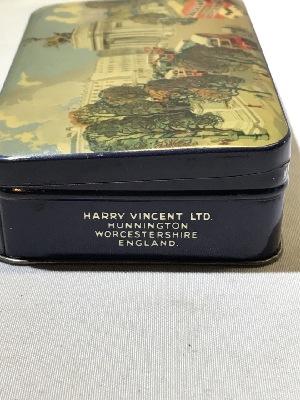 HARRY VINCENT LTD.
HUNNINGTON
WORCESTERSHIRE
ENGLAND.